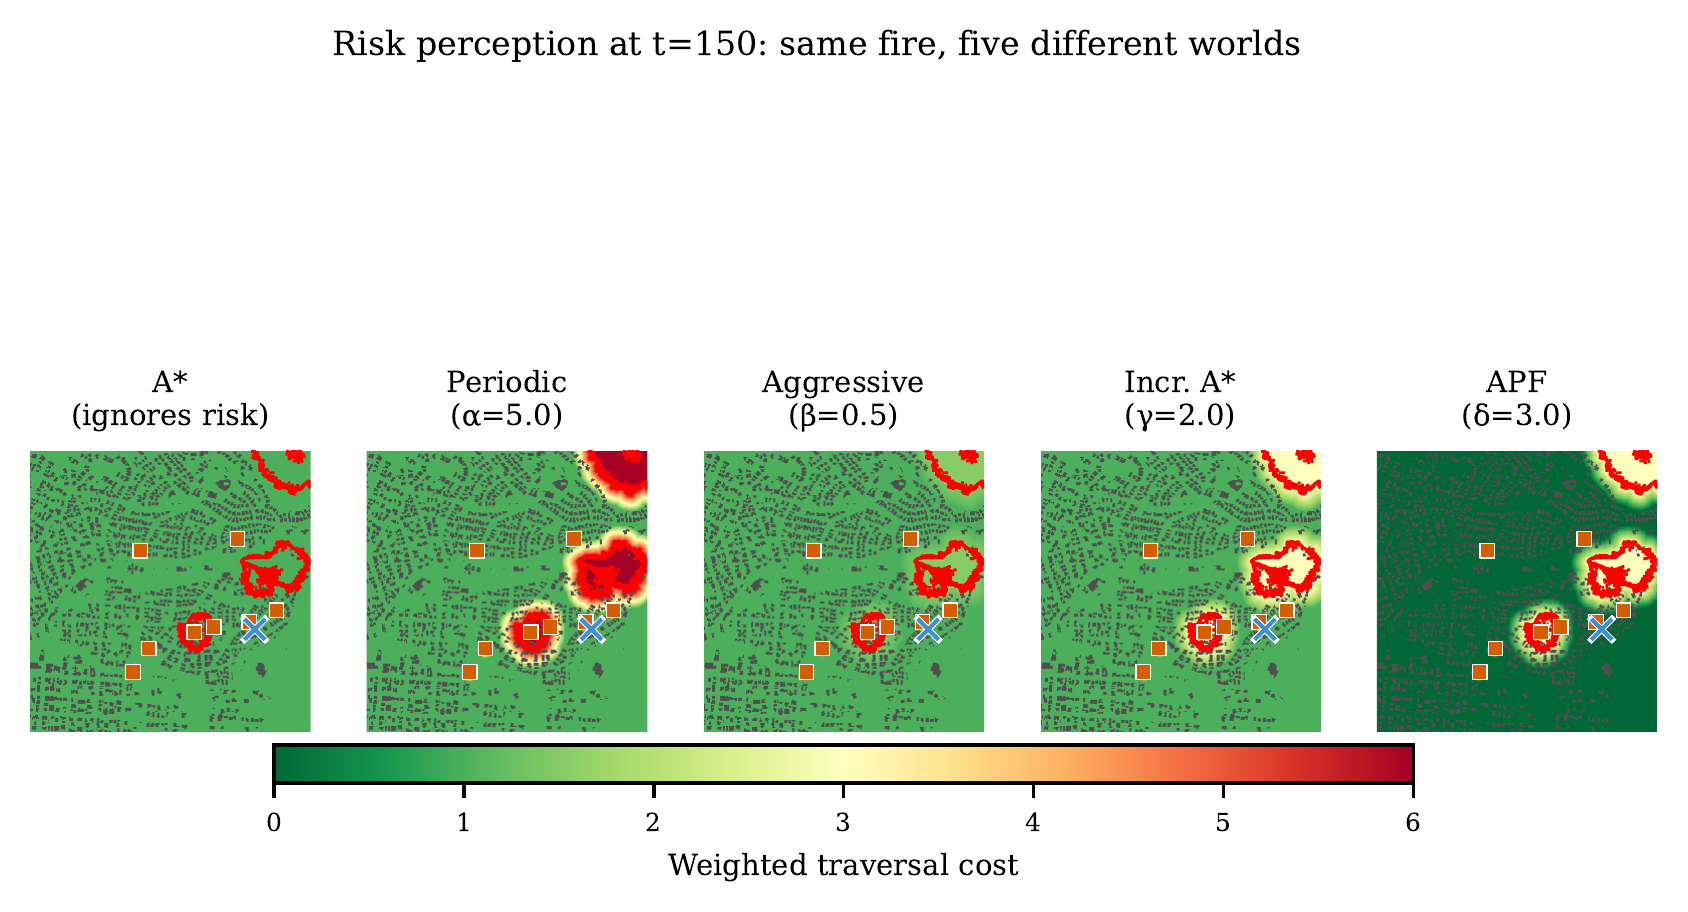 Risk perception at t=150: same fire, five different worlds
A*
(ignores risk)
Periodic
(α=5.0)
Aggressive
(β=0.5)
Incr. A*
(γ=2.0)
APF
(δ=3.0)
0 1 2 3 4 5 6
Weighted traversal cost